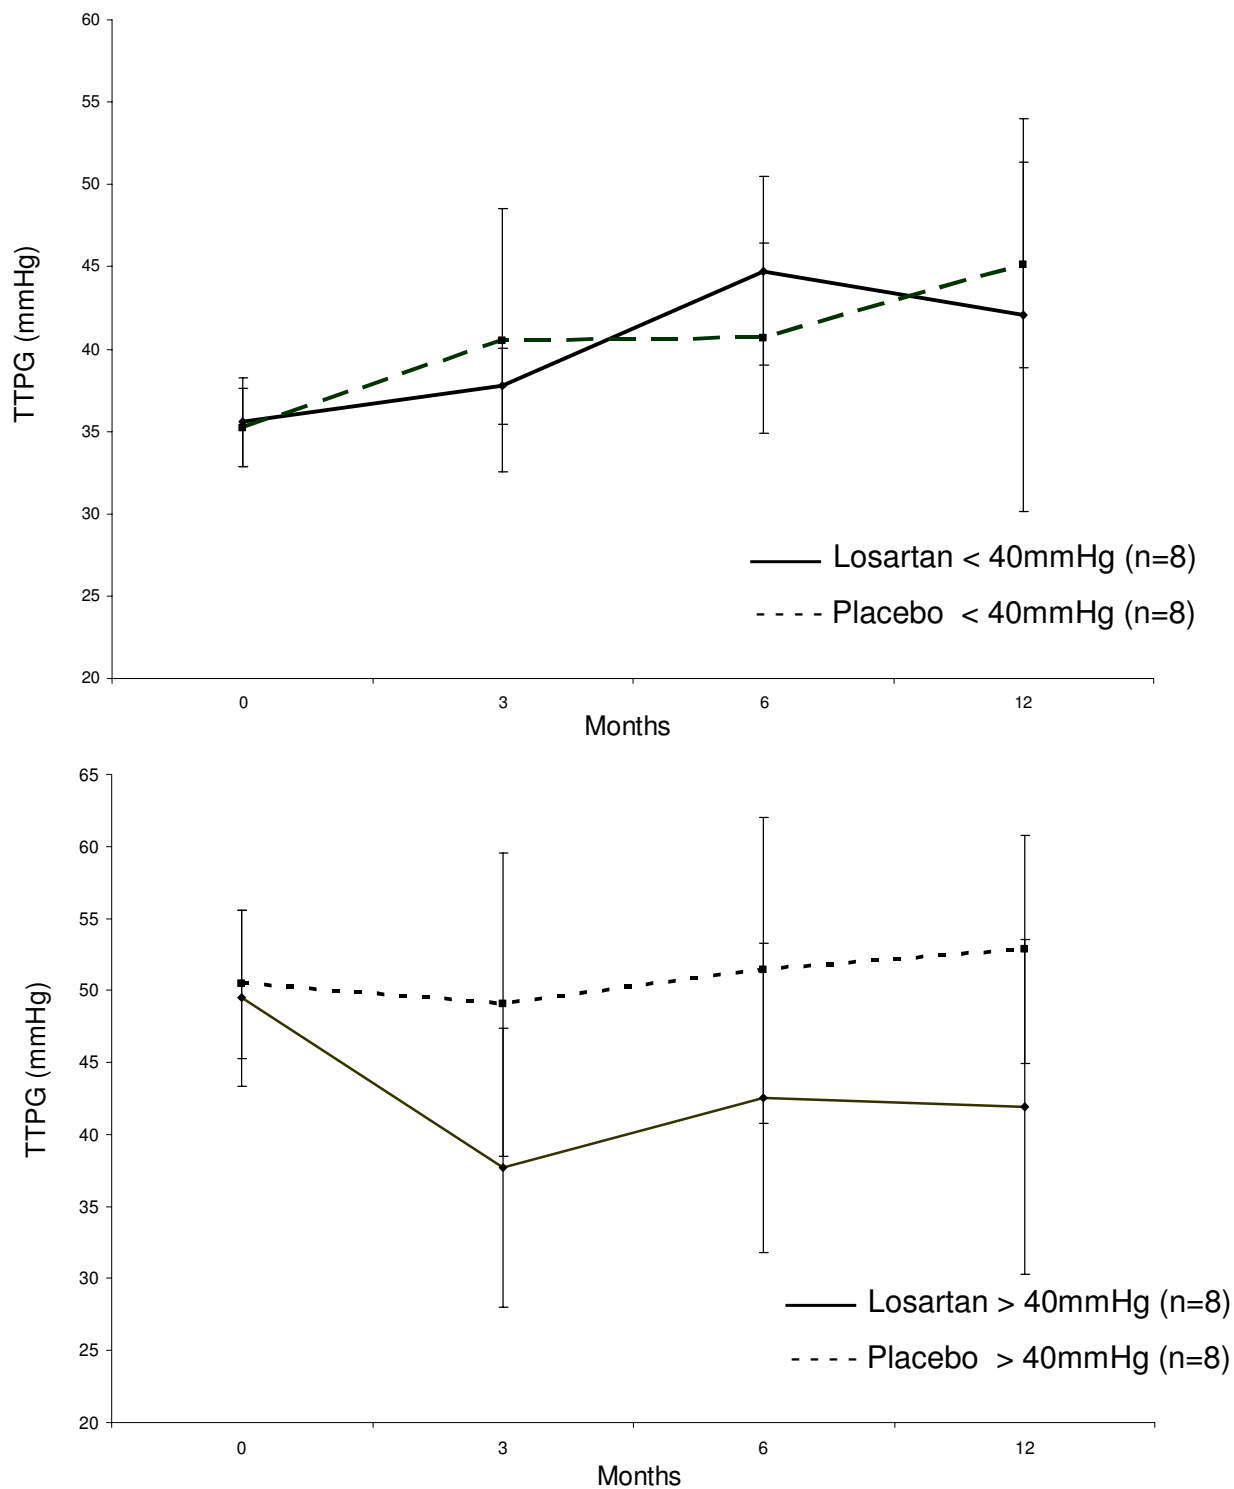 60
55
50
45
40
35
30
25
20
TTPG (mmHg)
Losartan < 40mmHg (n=8)
Placebo < 40mmHg (n=8)
0 3 6 12
Months
65
60
55
50
45
40
35
30
25
20
TTPG (mmHg)
Losartan > 40mmHg (n=8)
Placebo > 40mmHg (n=8)
0 3 6 12
Months